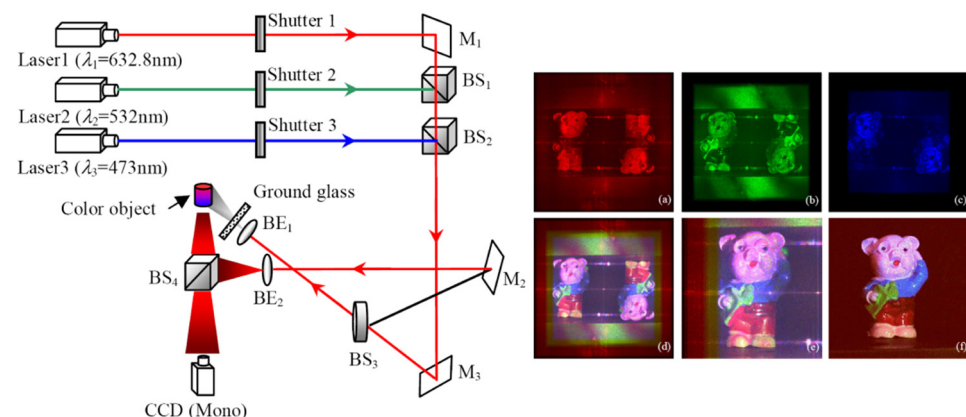 Shutter 1
M1
Laser1 (λ1=632.8nm)
Shutter 2
BS1
Laser2 (λ2=532nm)
Shutter 3
BS2
Laser3 (λ3=473nm)
Ground glass
Color object
BE1
BS4
BE2
M2
BS3
M3
CCD (Mono)
(a)
(b)
(c)
(d)
(e)
(f)